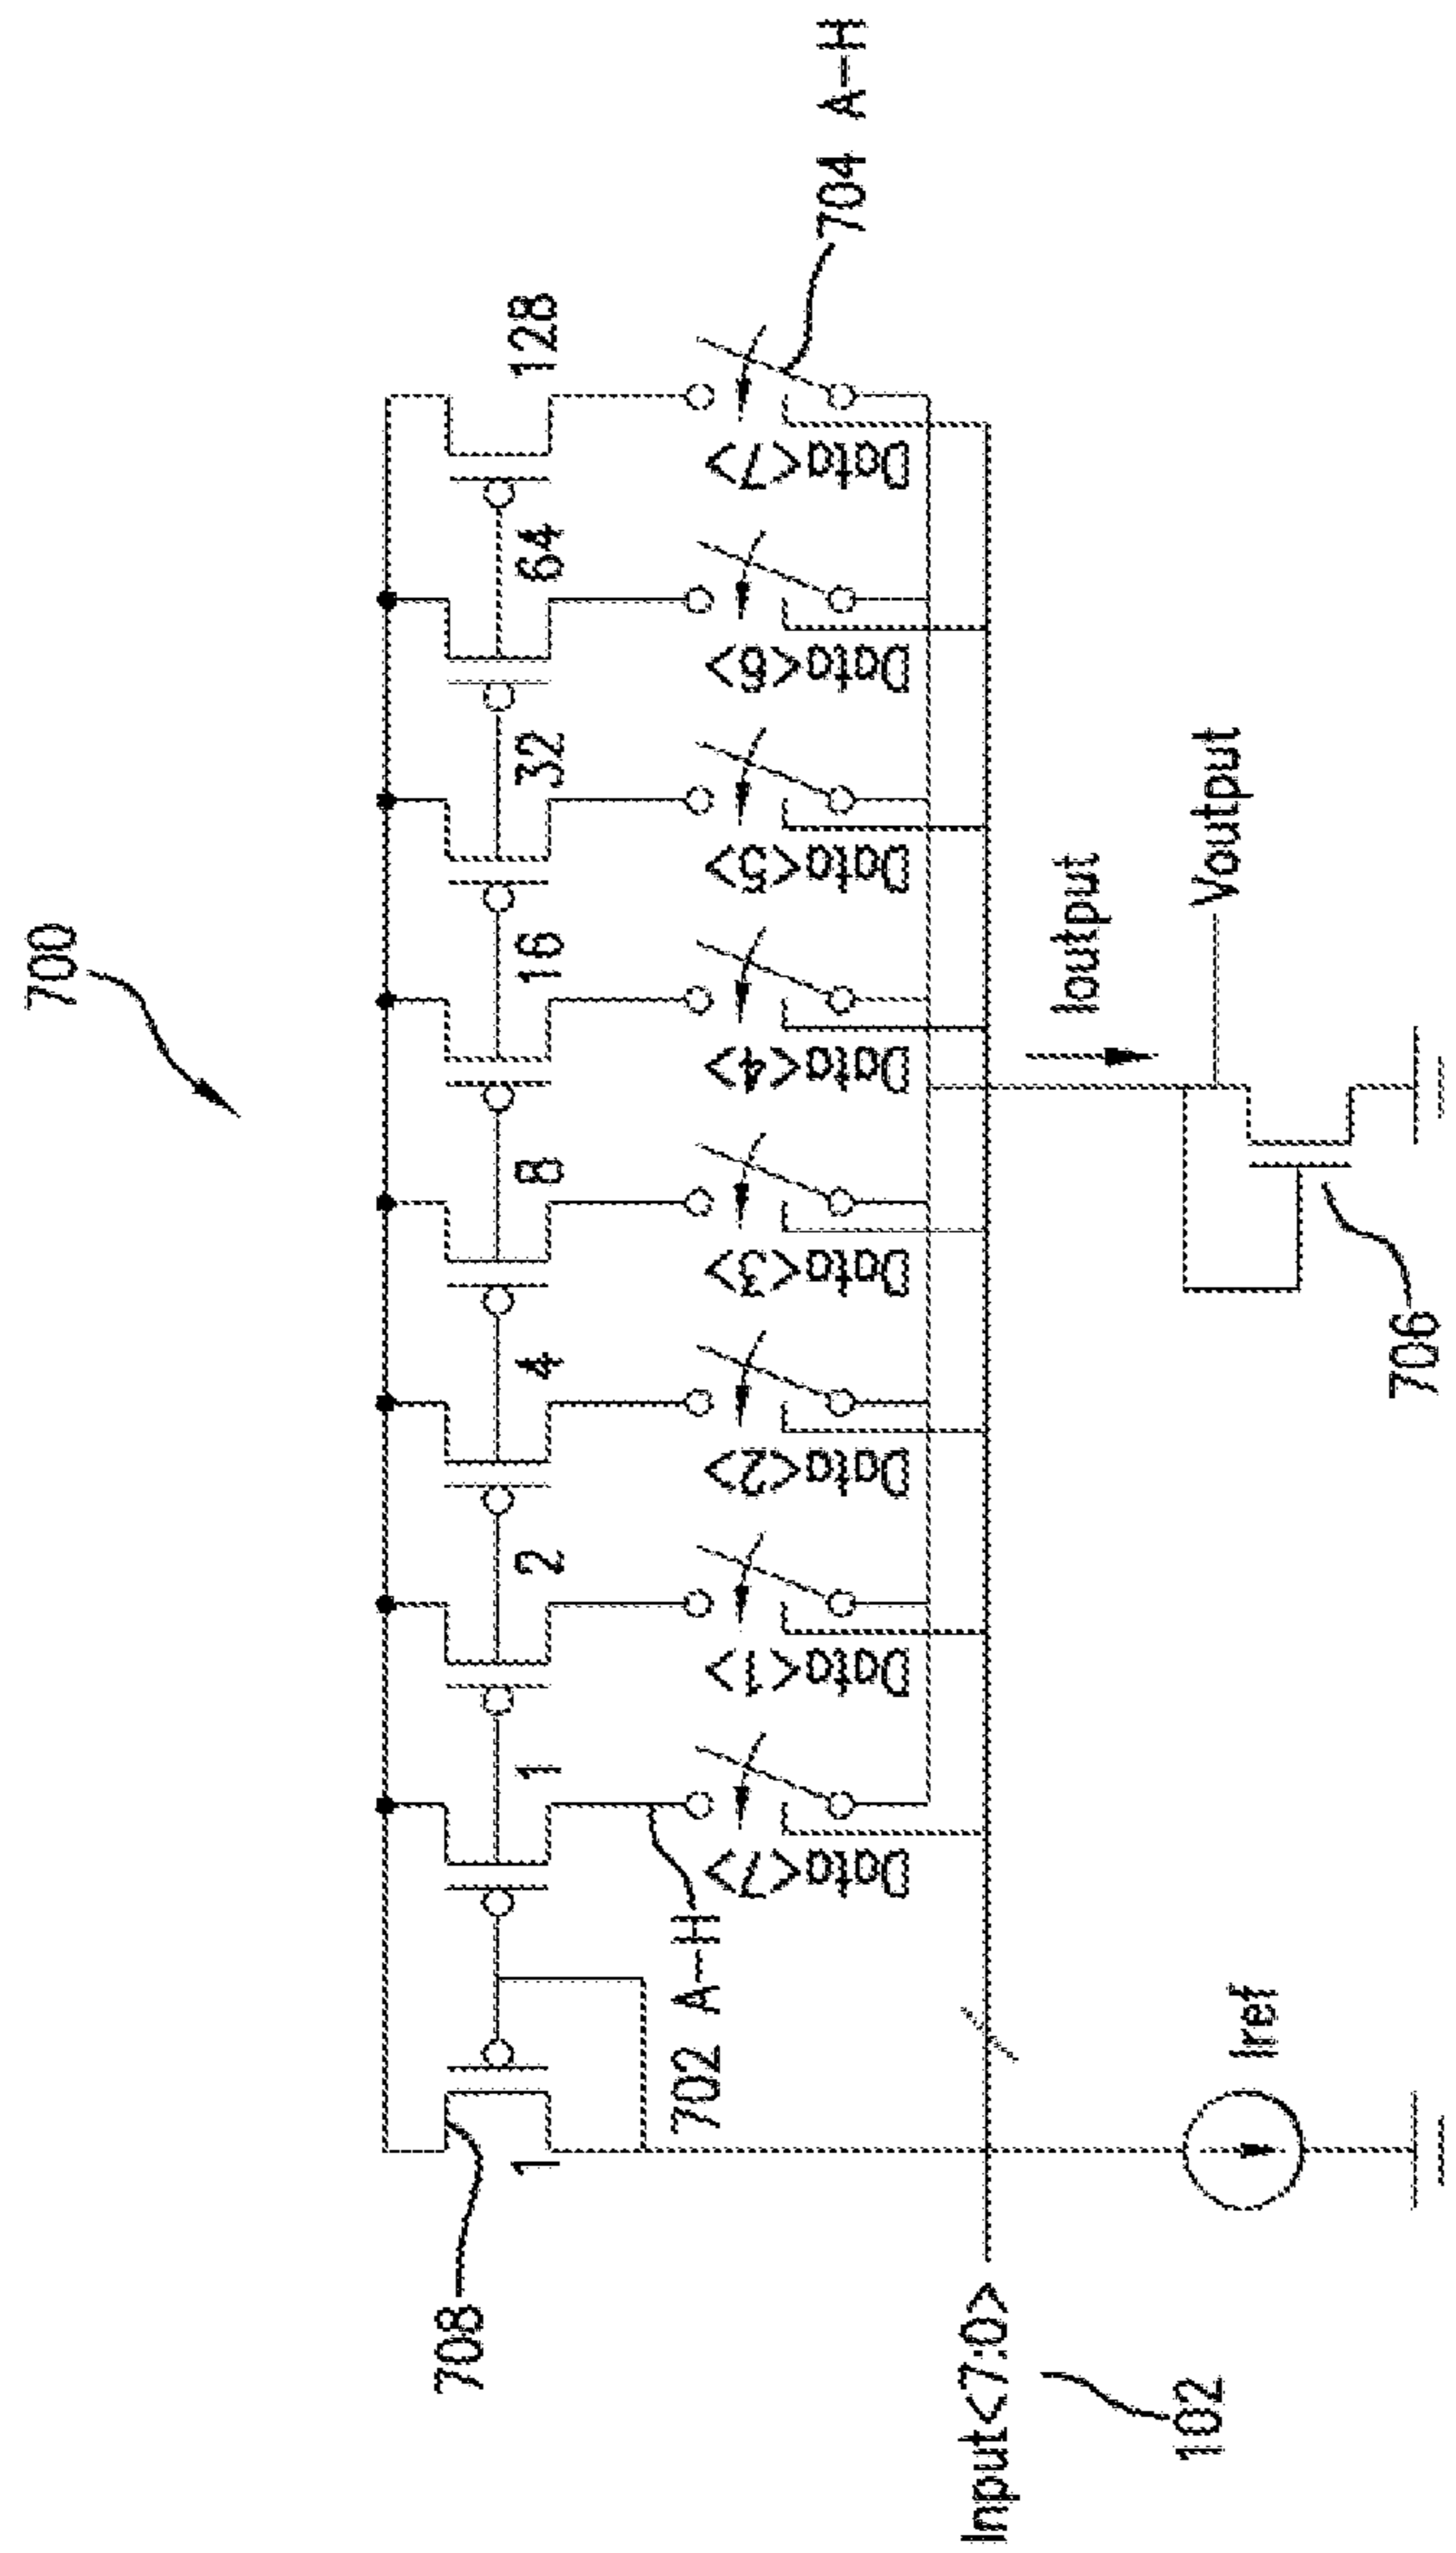 700
708
1
1
2
4
8
16
32
64
128
702 A-H
Data<7>
Data<1>
Data<2>
Data<3>
Data<4>
Data<5>
Data<6>
Data<7>
704 A-H
Input<7:0>
102
Iref
Ioutput
Voutput
706